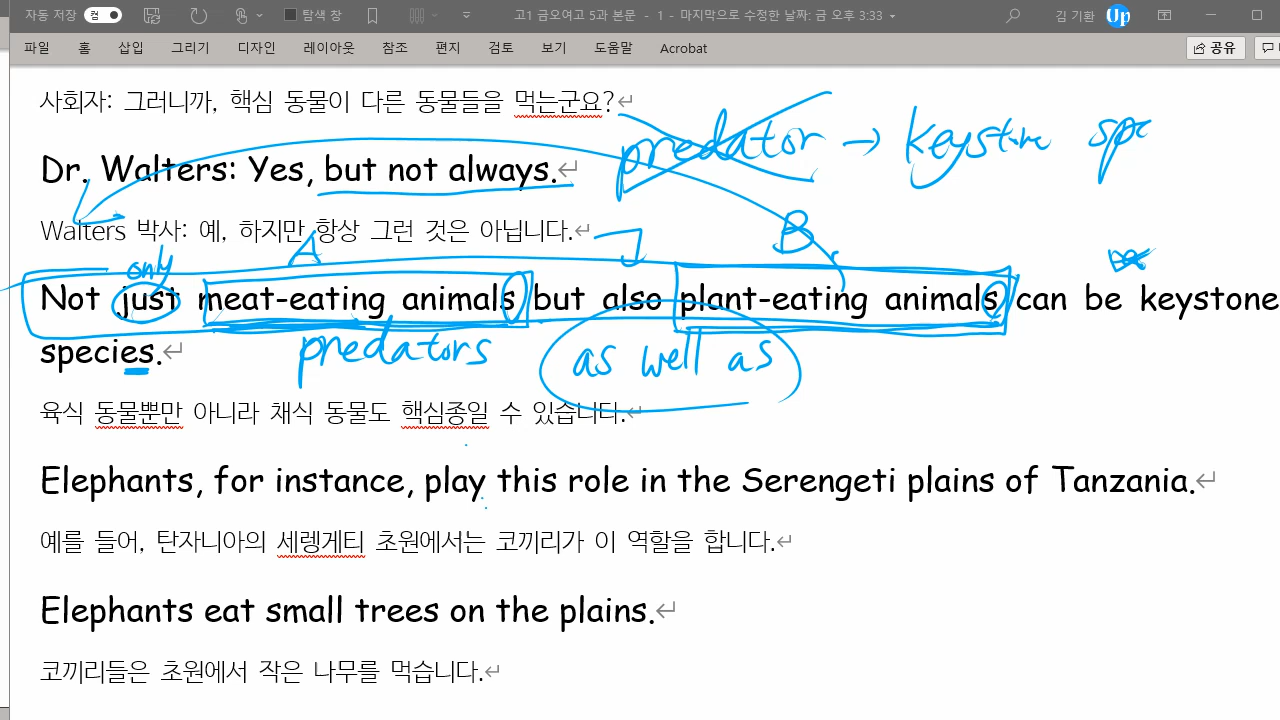 자동 저장 컴 탐색 창 고1 금오여고 5과 본문 - 1 - 마지막으로 수정한 날짜: 금 오후 3:33 김 기환 Up
파일 홈 삽입 그리기 디자인 레이아웃 참조 편지 검토 보기 도움말 Acrobat 공유
사회자: 그러니까, 핵심 동물이 다른 동물들을 먹는군요?
predator → keystone
Dr. Walters: Yes, but not always.
Walters 박사: 예, 하지만 항상 그런 것은 아닙니다.
A B
only
Not just meat-eating animals but also plant-eating animals can be keystone
species.
predators as well as
육식 동물뿐만 아니라 채식 동물도 핵심종일 수 있습니다.
Elephants, for instance, play this role in the Serengeti plains of Tanzania.
예를 들어, 탄자니아의 세렝게티 초원에서는 코끼리가 이 역할을 합니다.
Elephants eat small trees on the plains.
코끼리들은 초원에서 작은 나무를 먹습니다.